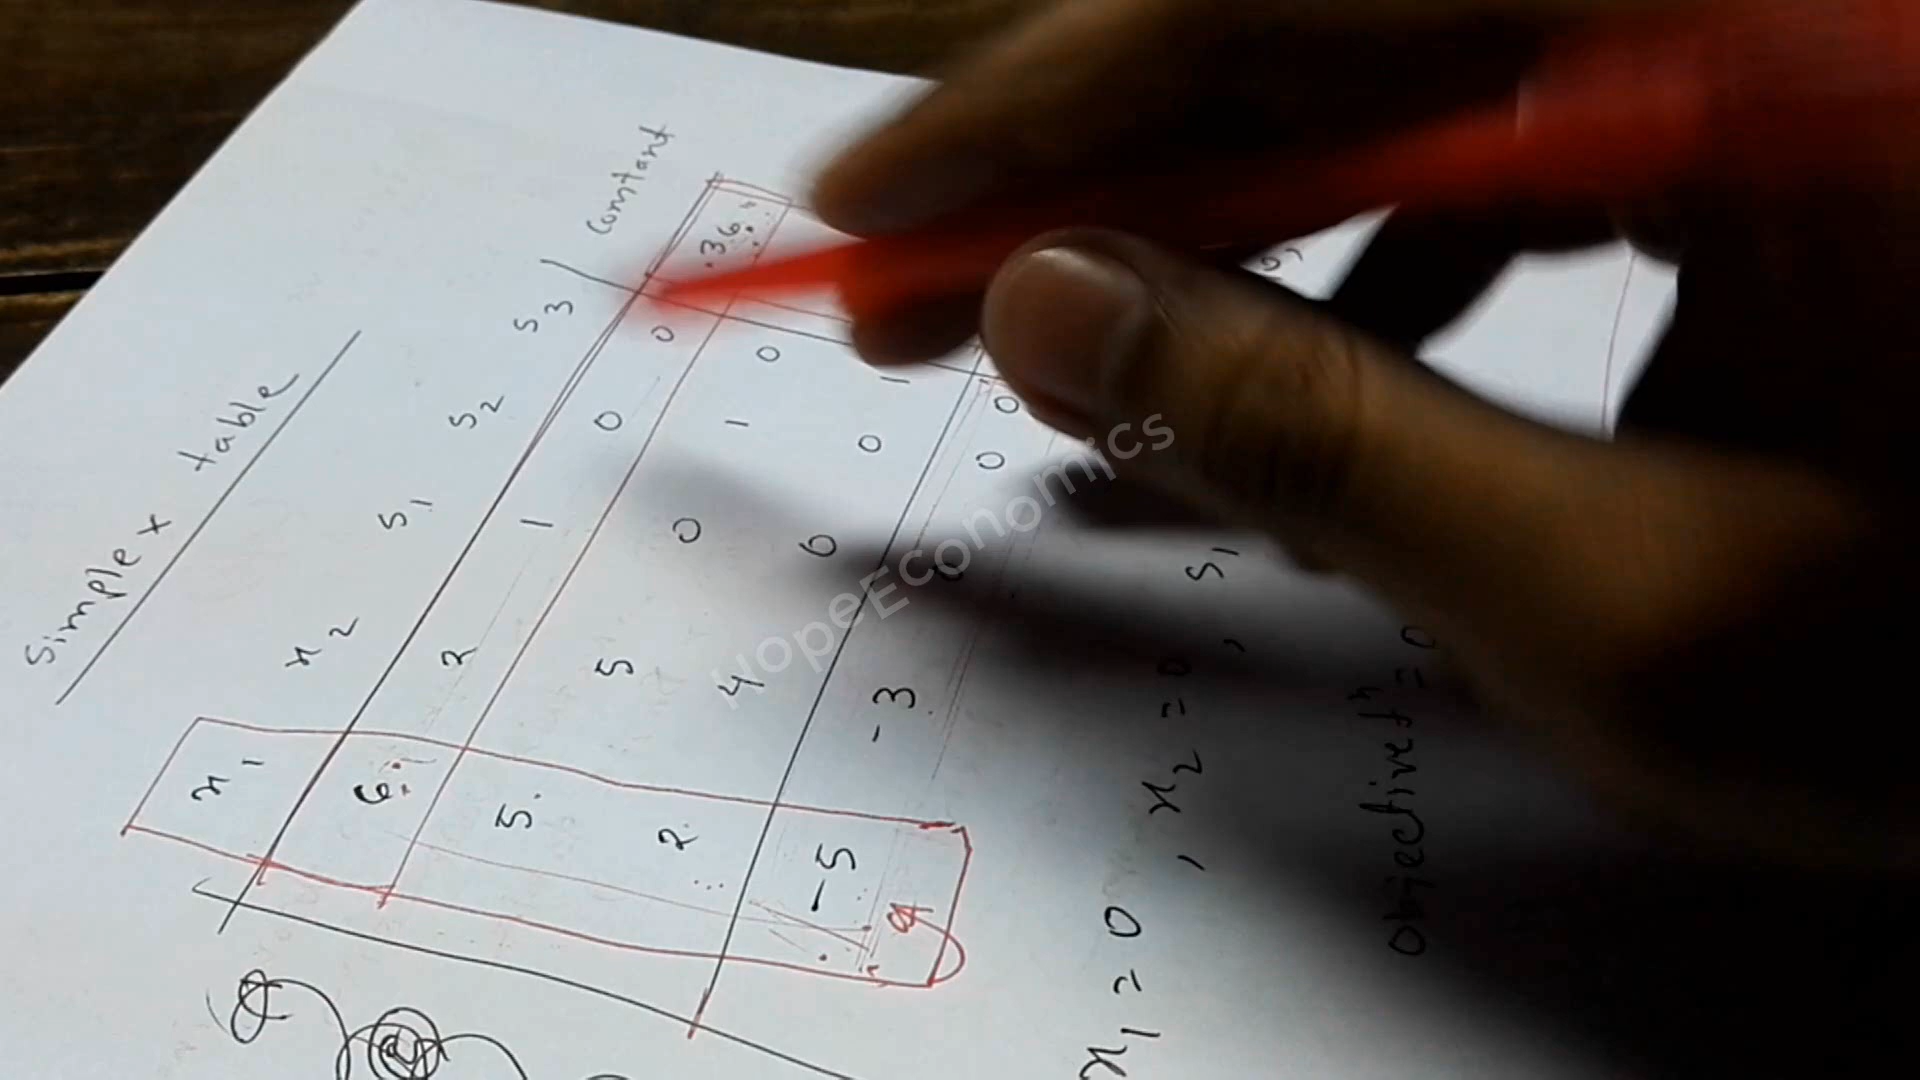 Simplex table
x1 x2 s1 s2 s3 constant
6 2 1 0 0 36
5 5 0 1 0
2 4 0 0 1
-5 -3 0 0 0
x1 = 0, x2 = 0, s1
objective f^n = 0
HopeEconomics